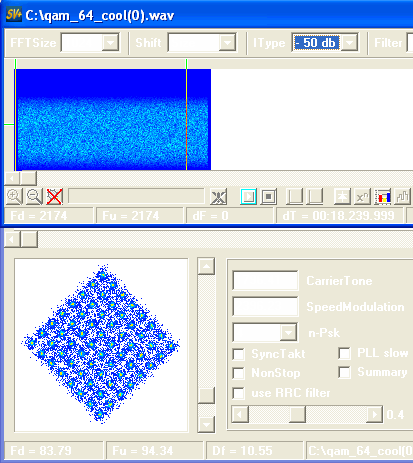 SV+ C:\qam_64_cool(0).wav
FFTSize Shift IType - 50 db Filter
Fd = 2174 Fu = 2174 dF = 0 dT = 00:18.239.999
CarrierTone
SpeedModulation
n-Psk
SyncTakt PLL slow
NonStop Summary
use RRC filter
0.4
Fd = 83.79 Fu = 94.34 Df = 10.55 C:\qam_64_cool(0)